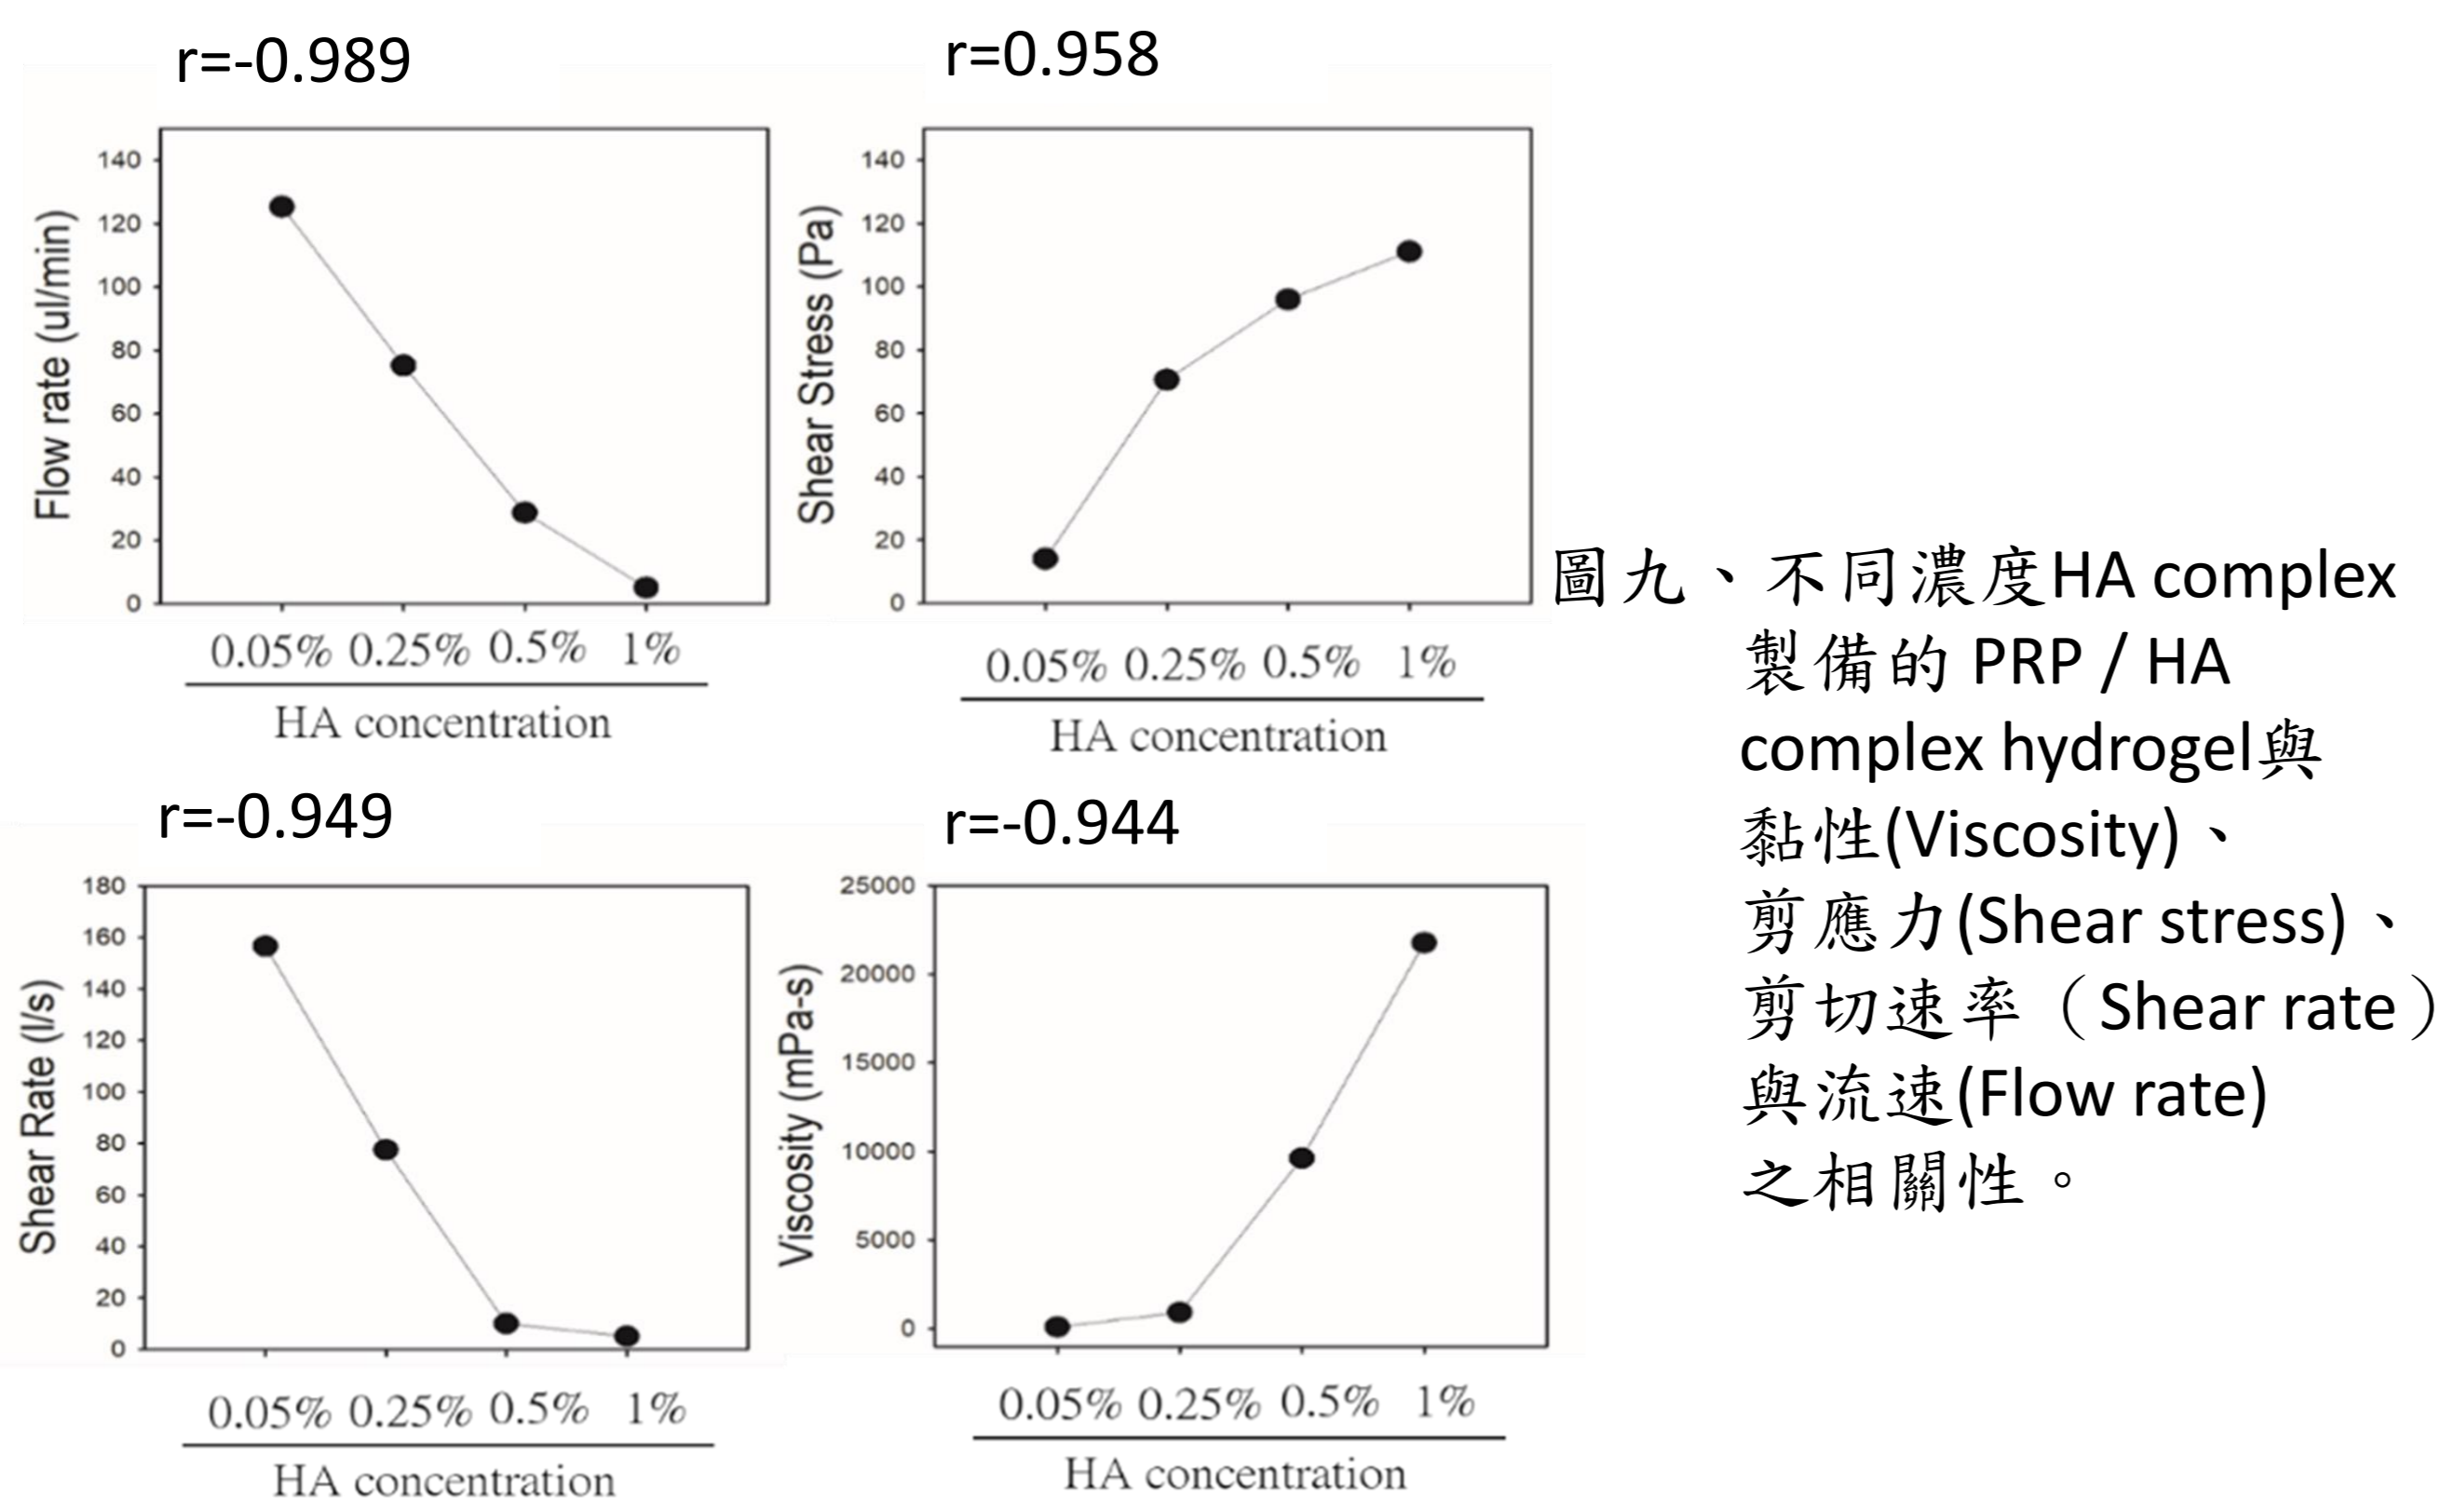 r=-0.989
140
120
100
80
60
40
20
0
Flow rate (ul/min)
0.05% 0.25% 0.5% 1%
HA concentration
r=0.958
140
120
100
80
60
40
20
0
Shear Stress (Pa)
0.05% 0.25% 0.5% 1%
HA concentration
r=-0.949
180
160
140
120
100
80
60
40
20
0
Shear Rate (l/s)
0.05% 0.25% 0.5% 1%
HA concentration
r=-0.944
25000
20000
15000
10000
5000
0
Viscosity (mPa-s)
0.05% 0.25% 0.5% 1%
HA concentration
圖九、不同濃度HA complex
製備的 PRP / HA
complex hydrogel與
黏性(Viscosity)、
剪應力(Shear stress)、
剪切速率（Shear rate）
與流速(Flow rate)
之相關性。